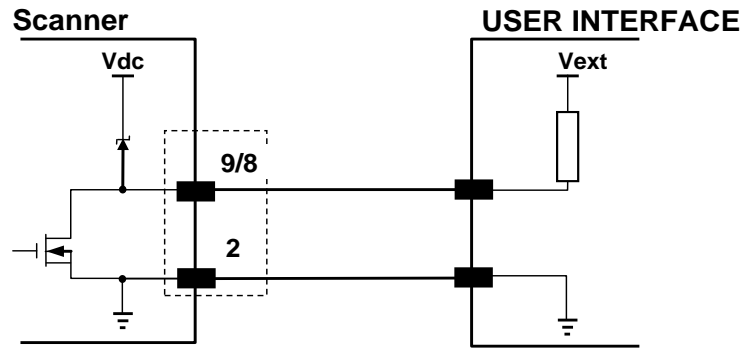 Scanner
USER INTERFACE
Vdc
Vext
9/8
2